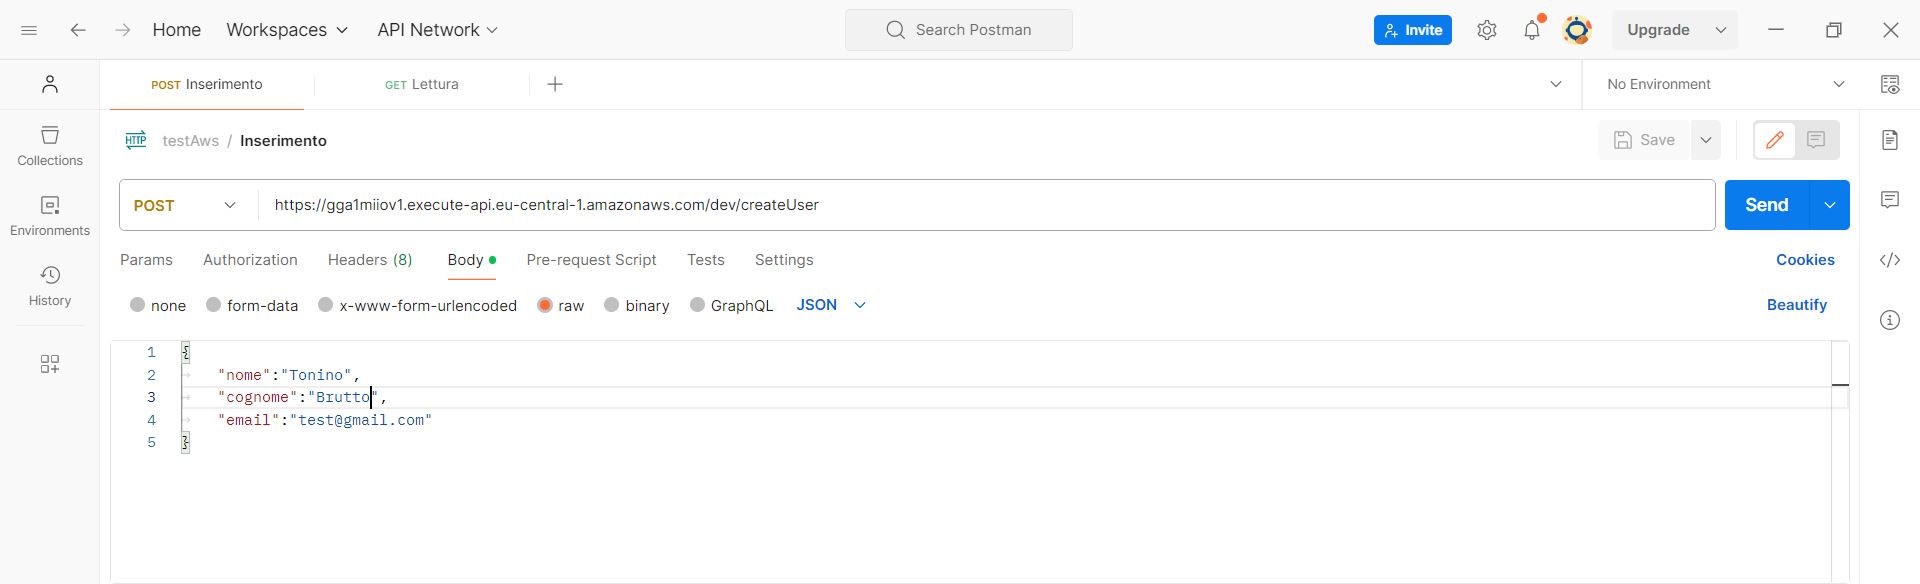 Home Workspaces API Network Search Postman Invite Upgrade
POST Inserimento GET Lettura No Environment
HTTP testAws / Inserimento Save
Collections
POST https://gga1miiov1.execute-api.eu-central-1.amazonaws.com/dev/createUser Send
Environments
Params Authorization Headers (8) Body Pre-request Script Tests Settings Cookies
History
none form-data x-www-form-urlencoded raw binary GraphQL JSON Beautify
1 {
2 "nome":"Tonino",
3 "cognome":"Brutto",
4 "email":"test@gmail.com"
5 }